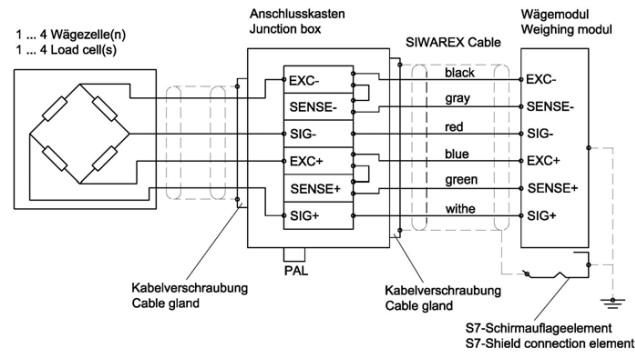 1 ... 4 Wägezelle(n)
1 ... 4 Load cell(s)
Anschlusskasten
Junction box
SIWAREX Cable
Wägemodul
Weighing modul
EXC-
SENSE-
SIG-
EXC+
SENSE+
SIG+
black
gray
red
blue
green
withe
EXC-
SENSE-
SIG-
EXC+
SENSE+
SIG+
PAL
Kabelverschraubung
Cable gland
Kabelverschraubung
Cable gland
S7-Schirmauflageelement
S7-Shield connection element